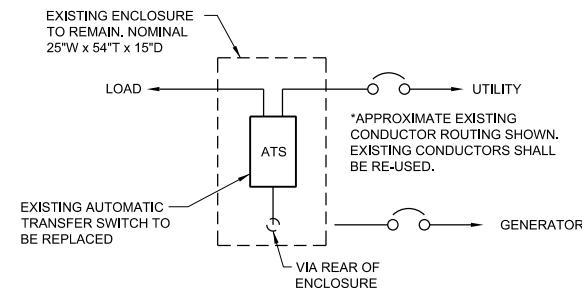 EXISTING ENCLOSURE
TO REMAIN. NOMINAL
25"W x 54"T x 15"D
LOAD
UTILITY
*APPROXIMATE EXISTING
CONDUCTOR ROUTING SHOWN.
EXISTING CONDUCTORS SHALL
BE RE-USED.
ATS
EXISTING AUTOMATIC
TRANSFER SWITCH TO
BE REPLACED
GENERATOR
VIA REAR OF
ENCLOSURE